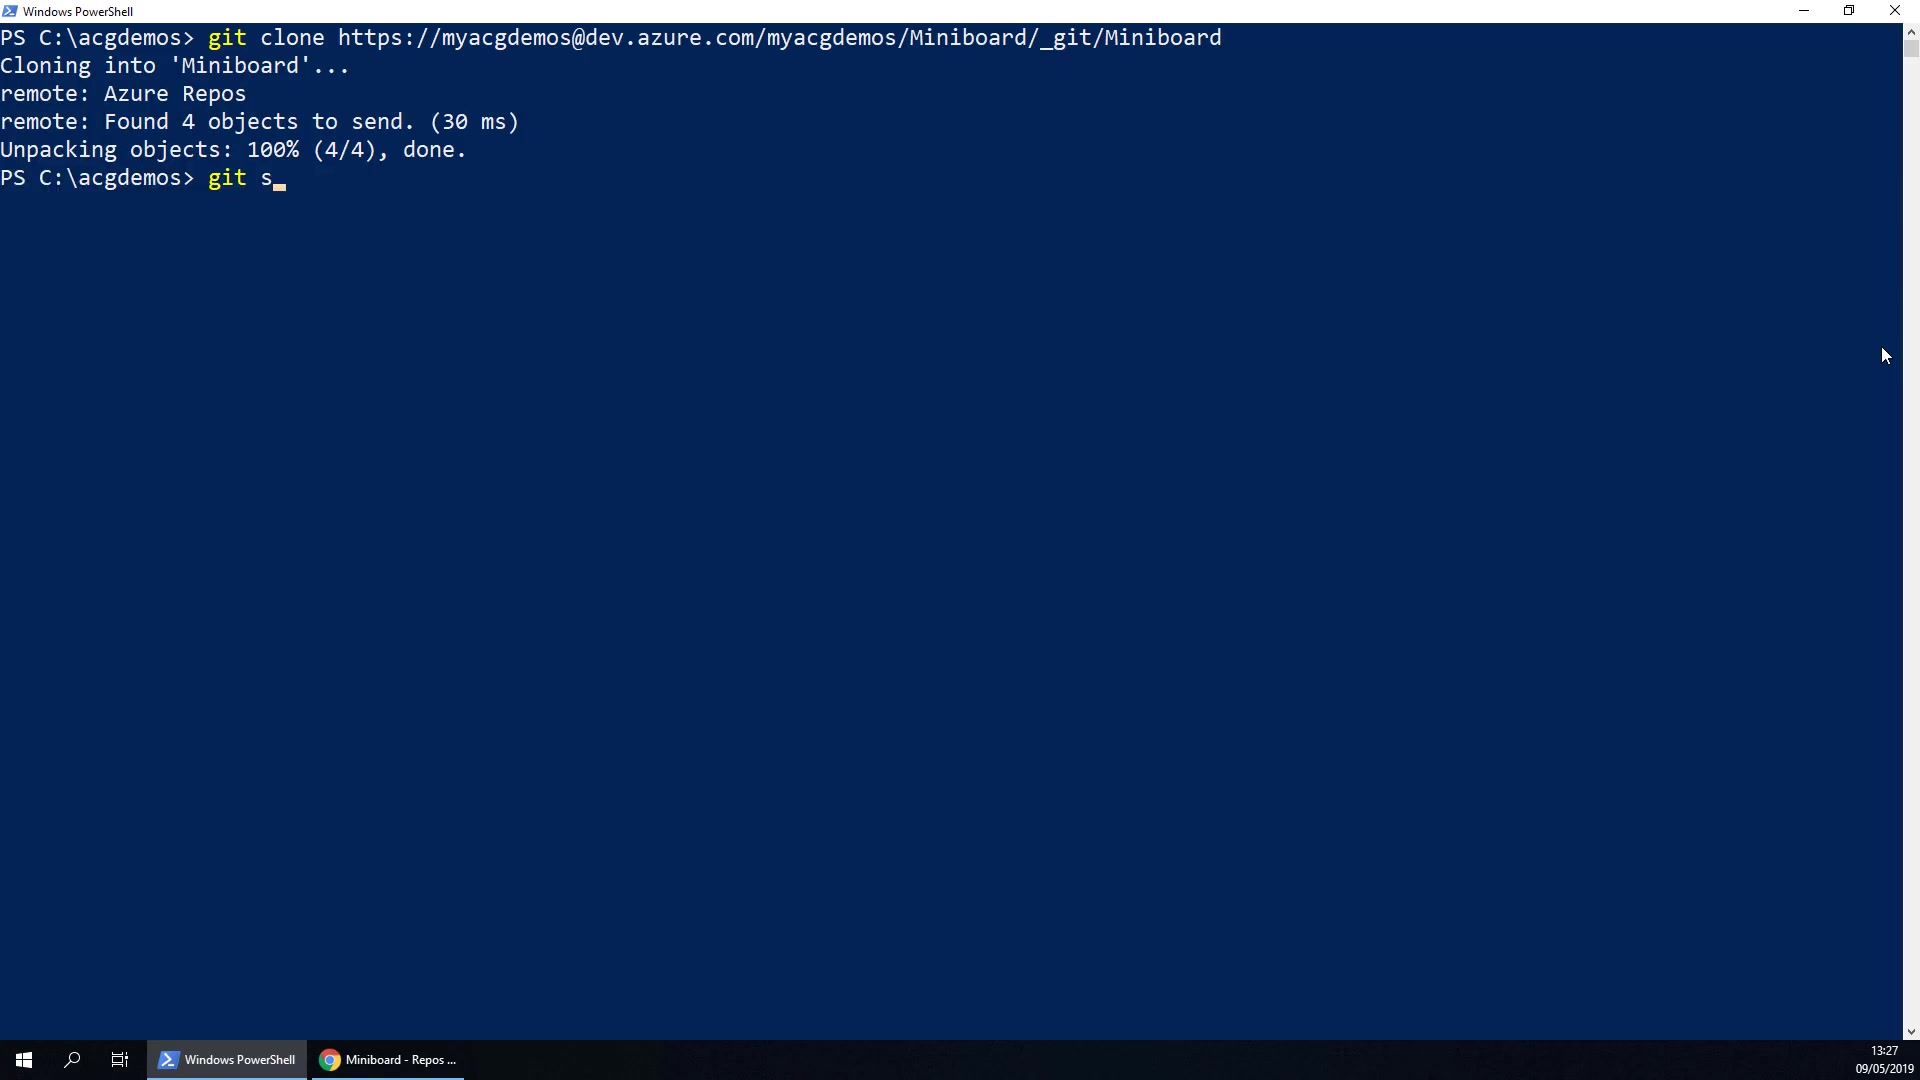 Windows PowerShell
PS C:\acgdemos> git clone https://myacgdemos@dev.azure.com/myacgdemos/Miniboard/_git/Miniboard
Cloning into 'Miniboard'...
remote: Azure Repos
remote: Found 4 objects to send. (30 ms)
Unpacking objects: 100% (4/4), done.
PS C:\acgdemos> git s
Windows PowerShell
Miniboard - Repos ...
13:27
09/05/2019